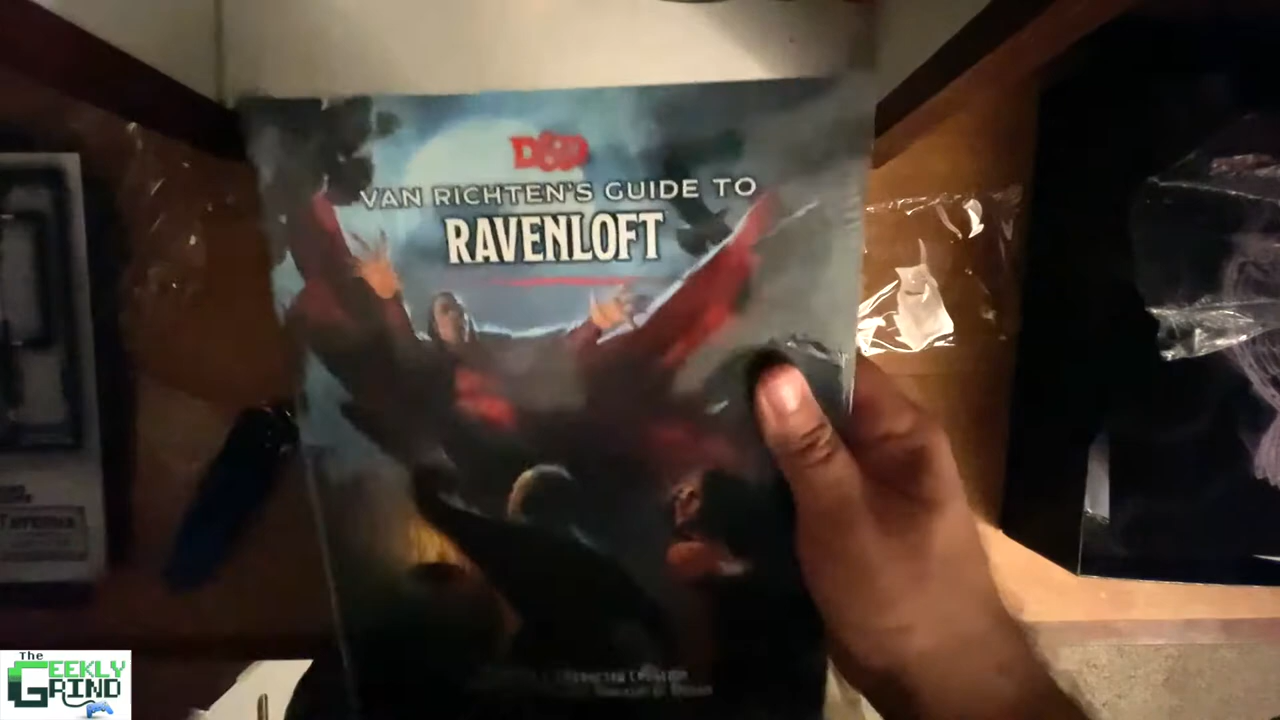 D&D
VAN RICHTEN'S GUIDE TO
RAVENLOFT
The
GEEKLY
GRIND